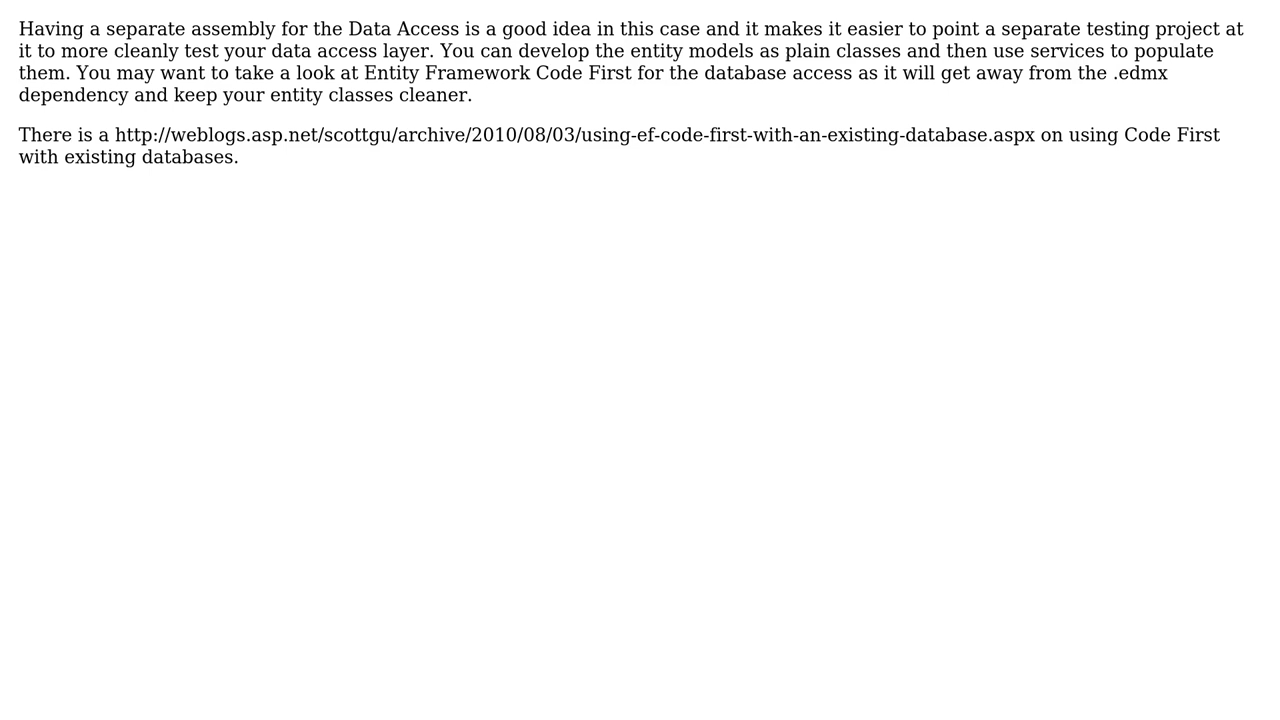 Having a separate assembly for the Data Access is a good idea in this case and it makes it easier to point a separate testing project at
it to more cleanly test your data access layer. You can develop the entity models as plain classes and then use services to populate
them. You may want to take a look at Entity Framework Code First for the database access as it will get away from the .edmx
dependency and keep your entity classes cleaner.
There is a http://weblogs.asp.net/scottgu/archive/2010/08/03/using-ef-code-first-with-an-existing-database.aspx on using Code First
with existing databases.